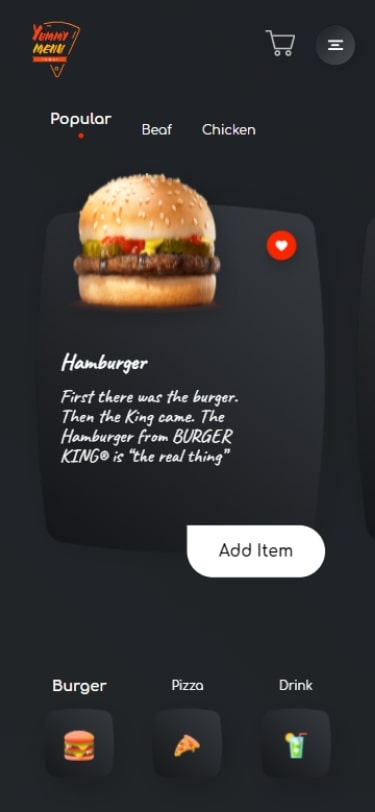 Yummy
MENU
Popular
Beaf
Chicken
Hamburger
First there was the burger.
Then the King came. The
Hamburger from BURGER
KING® is “the real thing”
Add Item
Burger
Pizza
Drink